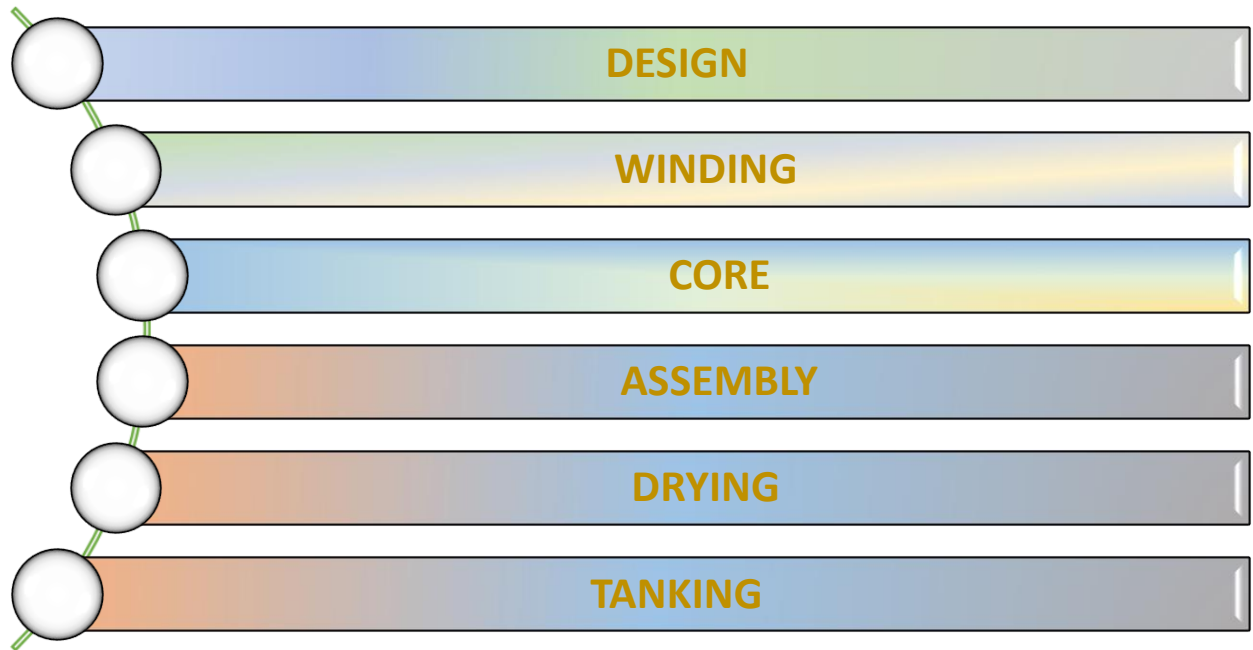 DESIGN
WINDING
CORE
ASSEMBLY
DRYING
TANKING